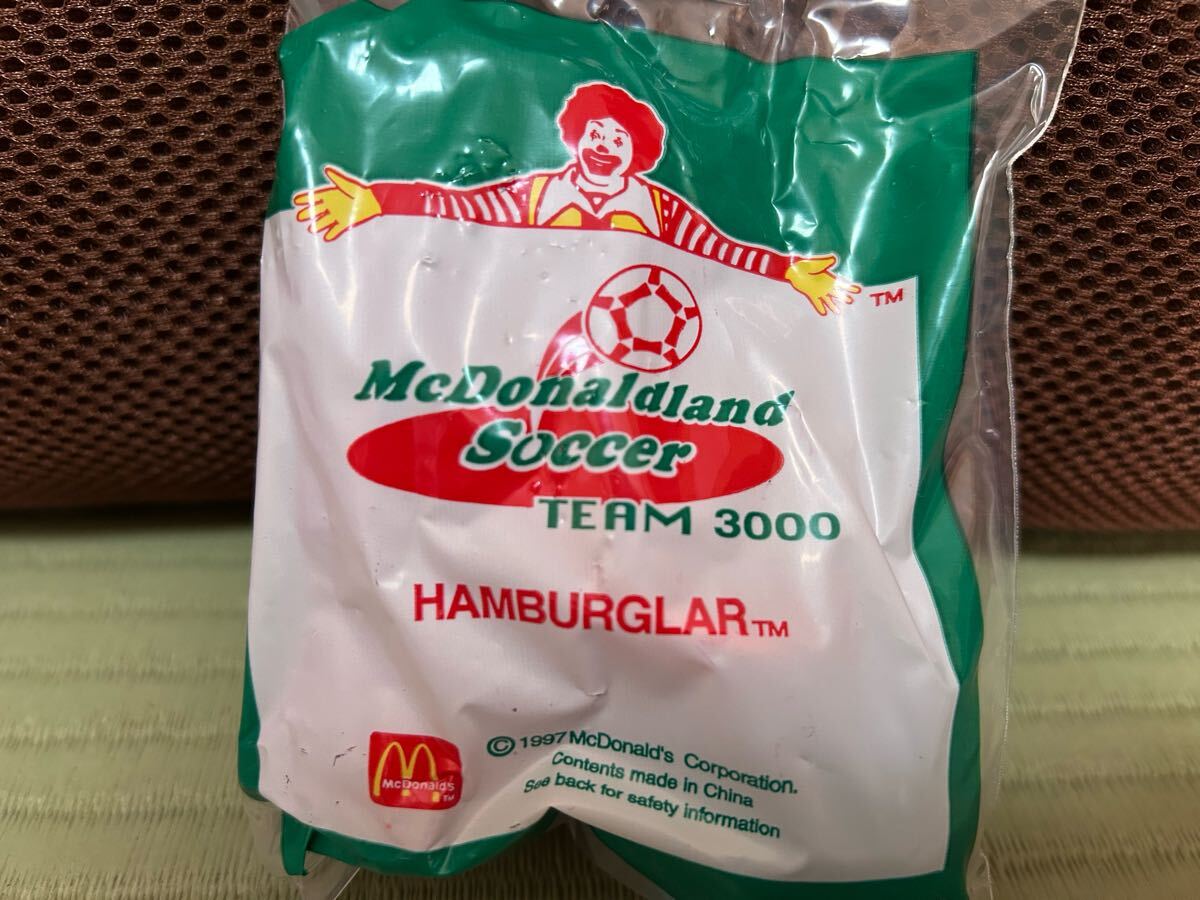 TM
McDonaldland
Soccer
TEAM 3000
HAMBURGLAR TM
McDonald's
TM
© 1997 McDonald's Corporation.
Contents made in China
See back for safety information